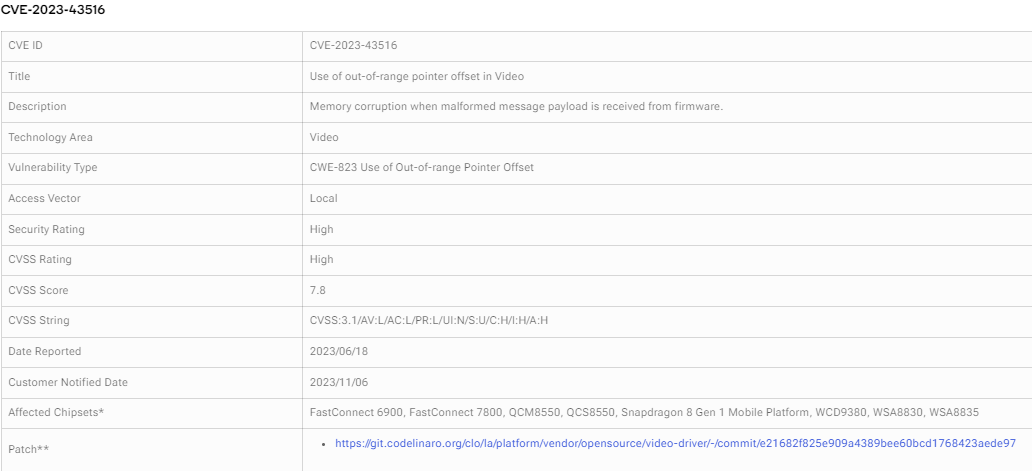 CVE-2023-43516
CVE ID CVE-2023-43516
Title Use of out-of-range pointer offset in Video
Description Memory corruption when malformed message payload is received from firmware.
Technology Area Video
Vulnerability Type CWE-823 Use of Out-of-range Pointer Offset
Access Vector Local
Security Rating High
CVSS Rating High
CVSS Score 7.8
CVSS String CVSS:3.1/AV:L/AC:L/PR:L/UI:N/S:U/C:H/I:H/A:H
Date Reported 2023/06/18
Customer Notified Date 2023/11/06
Affected Chipsets* FastConnect 6900, FastConnect 7800, QCM8550, QCS8550, Snapdragon 8 Gen 1 Mobile Platform, WCD9380, WSA8830, WSA8835
Patch** • https://git.codelinaro.org/clo/la/platform/vendor/opensource/video-driver/-/commit/e21682f825e909a4389bee60bcd1768423aede97